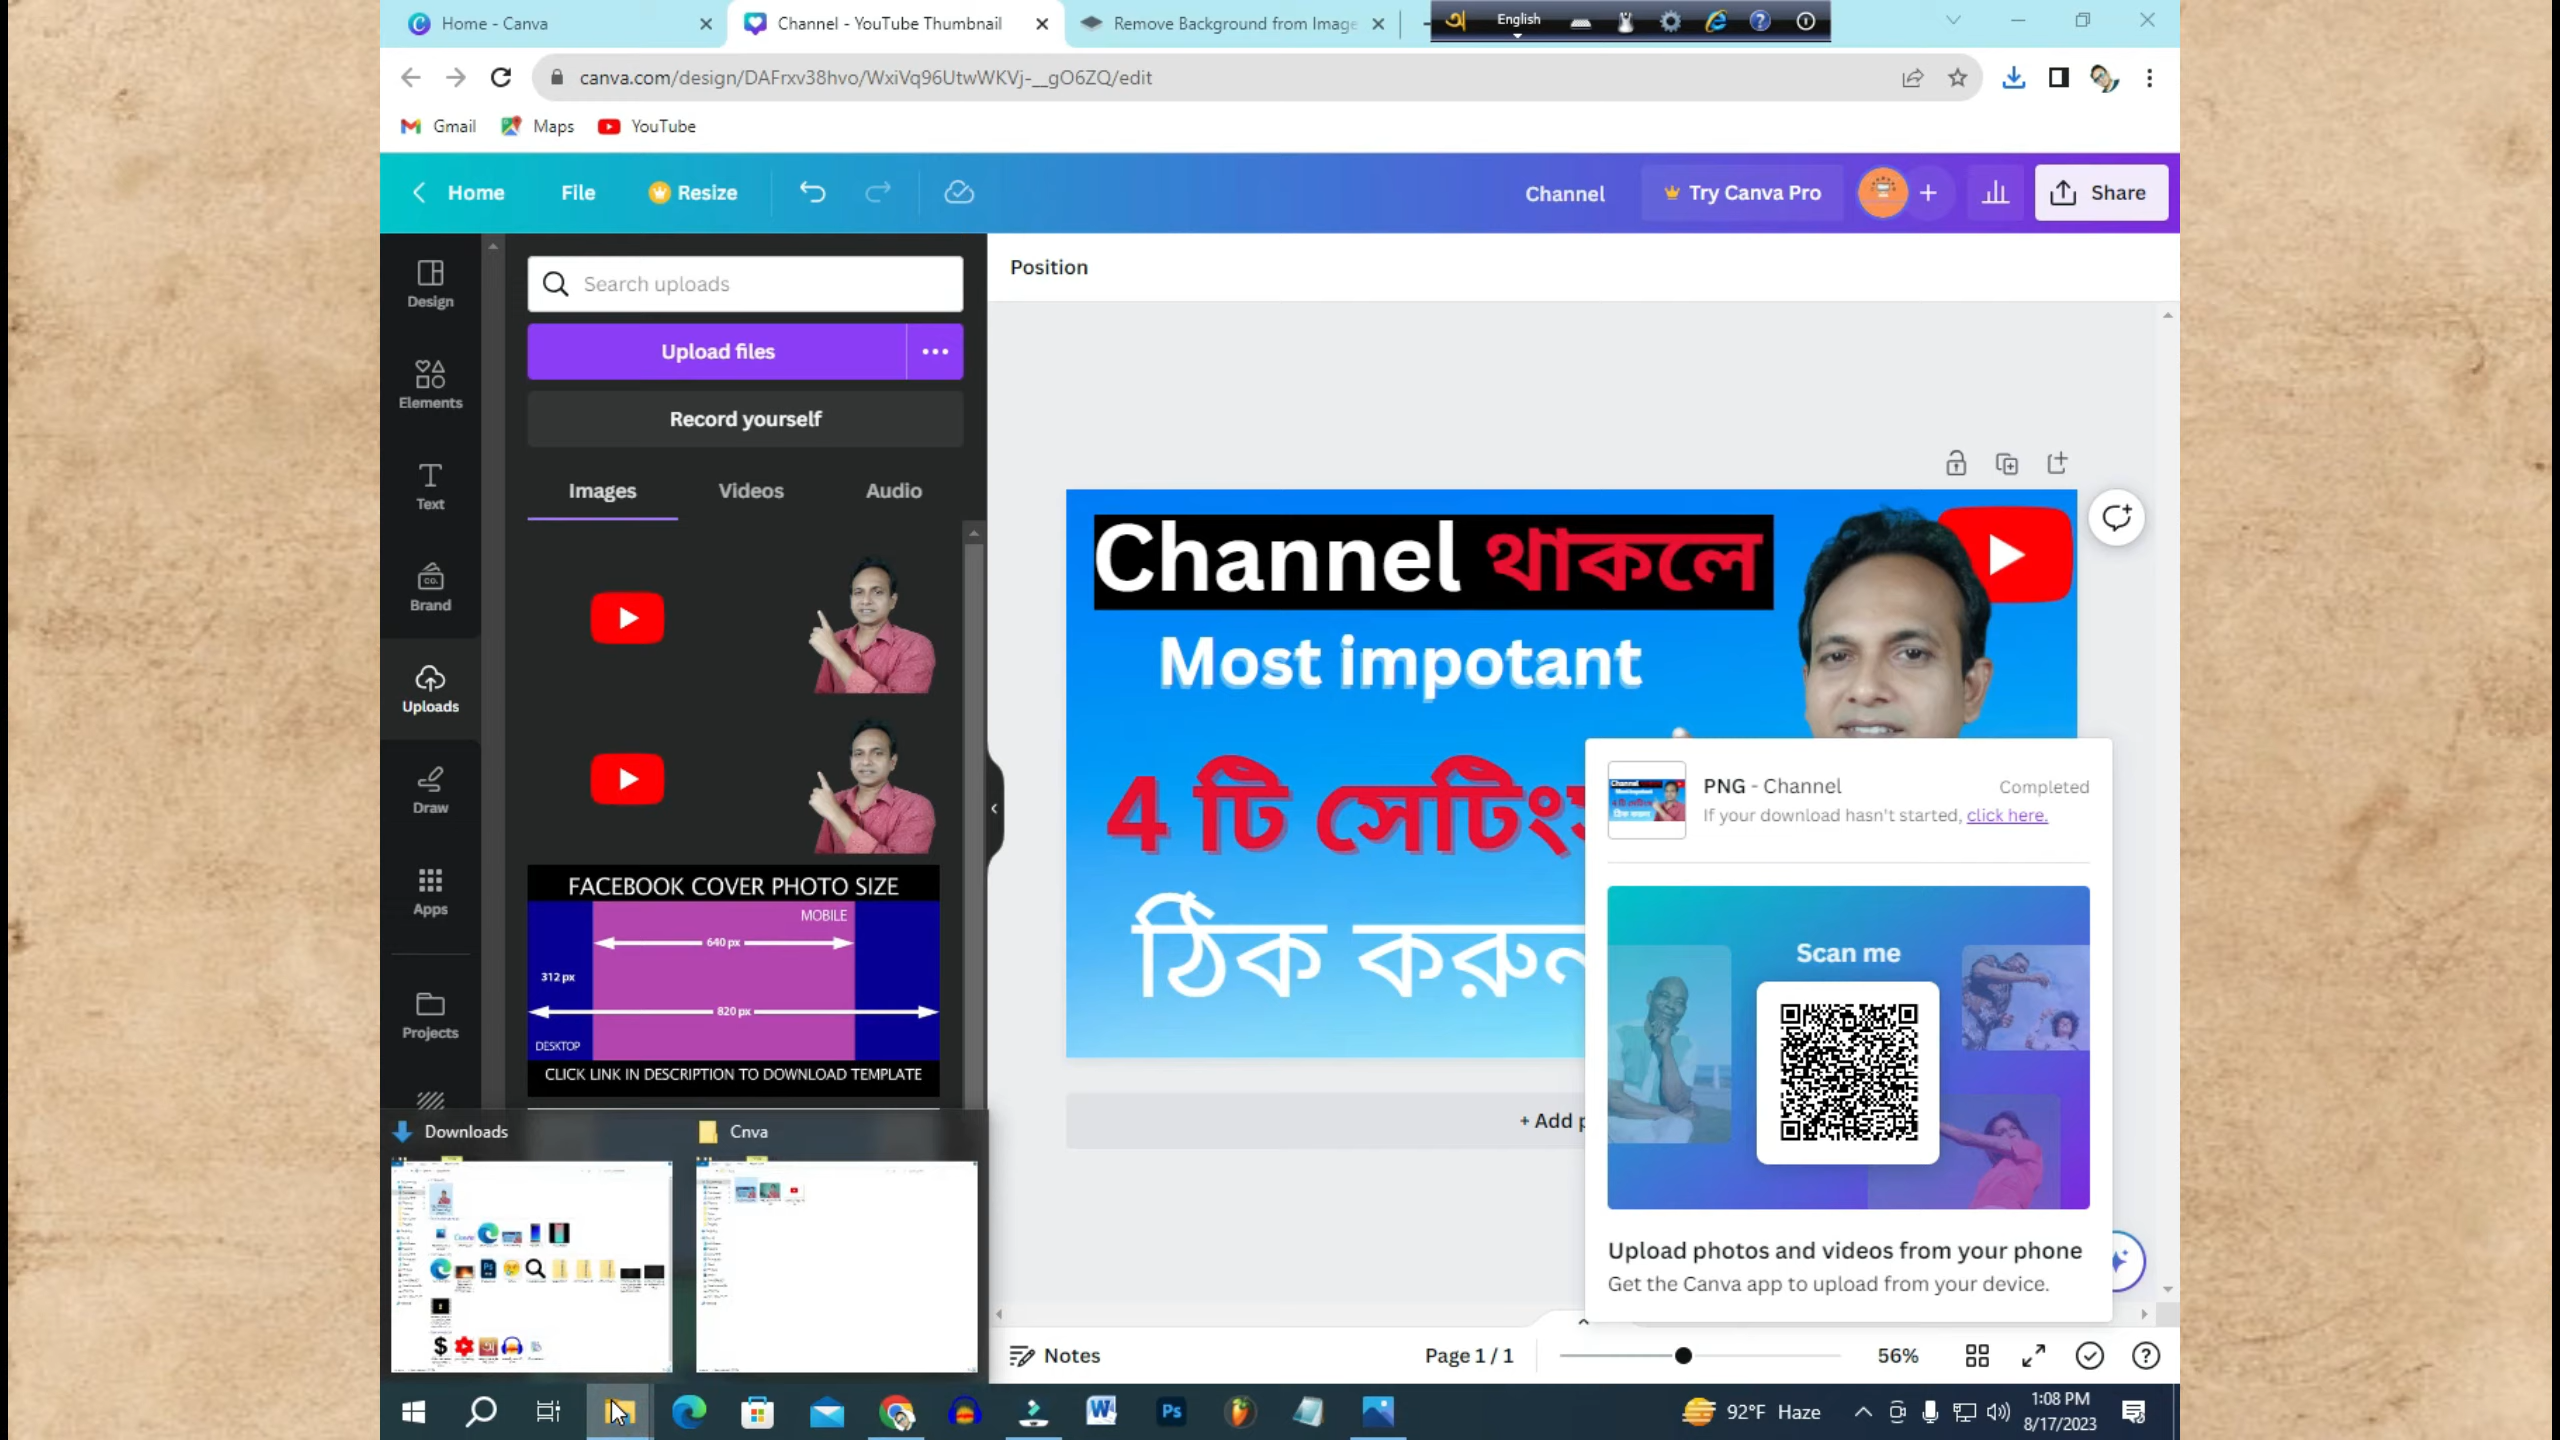 Home - Canva
Channel - YouTube Thumbnail
Remove Background from Image
English
canva.com/design/DAFrxv38hvo/WxiVq96UtwWKVj-__gO6ZQ/edit
Gmail
Maps
YouTube
Home
File
Resize
Channel
Try Canva Pro
Share
Design
Elements
Text
Brand
Uploads
Draw
Apps
Projects
Search uploads
Upload files
Record yourself
Images
Videos
Audio
FACEBOOK COVER PHOTO SIZE
MOBILE
640 px
312 px
820 px
DESKTOP
CLICK LINK IN DESCRIPTION TO DOWNLOAD TEMPLATE
Position
Channel থাকলে
Most impotant
4 টি সেটিংস
ঠিক করুন
+ Add p
PNG - Channel
Completed
If your download hasn't started, click here.
Scan me
Upload photos and videos from your phone
Get the Canva app to upload from your device.
Downloads
Cnva
Notes
Page 1 / 1
56%
92°F Haze
1:08 PM
8/17/2023